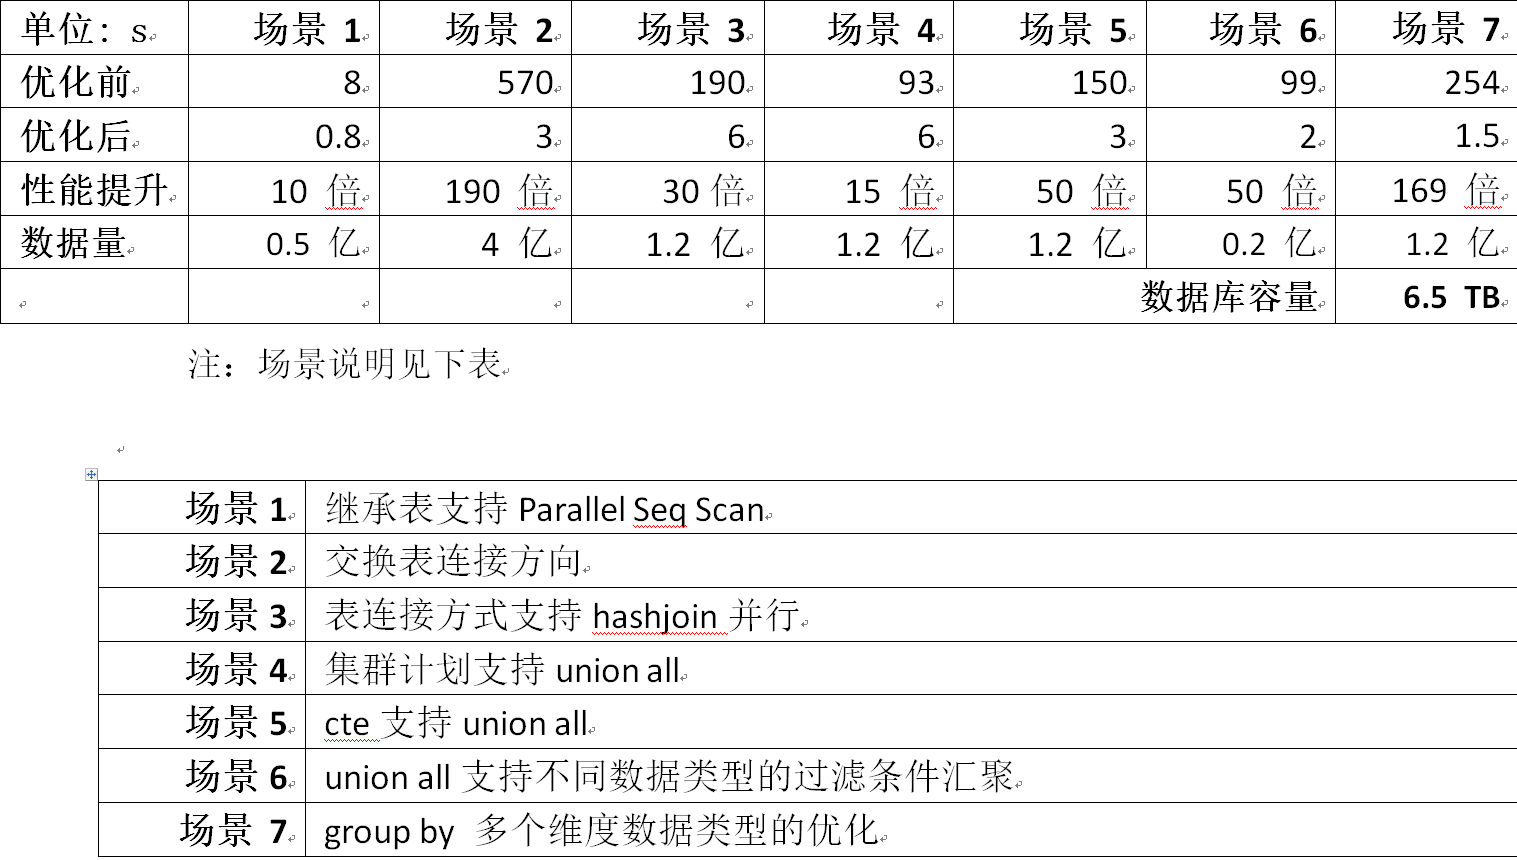 单位：s 场景 1 场景 2 场景 3 场景 4 场景 5 场景 6 场景 7
优化前 8 570 190 93 150 99 254
优化后 0.8 3 6 6 3 2 1.5
性能提升 10 倍 190 倍 30倍 15 倍 50 倍 50 倍 169 倍
数据量 0.5 亿 4 亿 1.2 亿 1.2 亿 1.2 亿 0.2 亿 1.2 亿
数据库容量 6.5 TB
注：场景说明见下表
场景 1 继承表支持 Parallel Seq Scan
场景 2 交换表连接方向
场景 3 表连接方式支持 hashjoin 并行
场景 4 集群计划支持 union all
场景 5 cte 支持 union all
场景 6 union all 支持不同数据类型的过滤条件汇聚
场景 7 group by 多个维度数据类型的优化